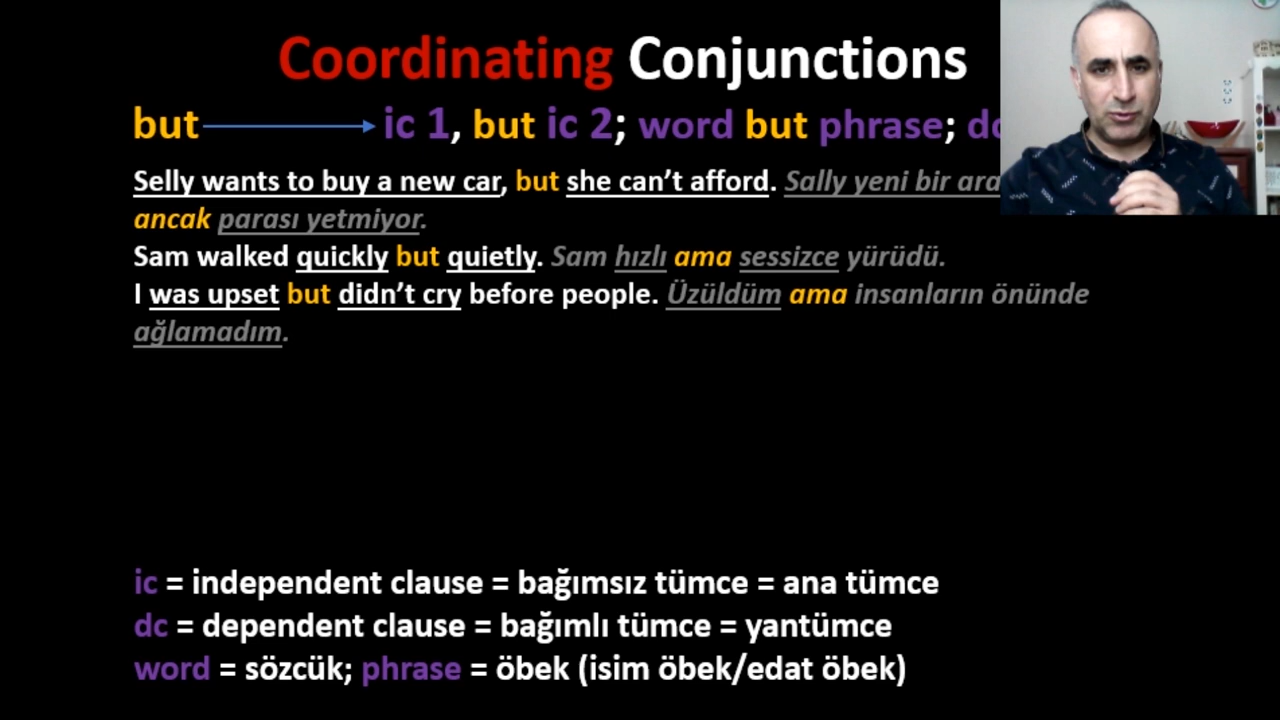 Coordinating Conjunctions
but ic 1, but ic 2; word but phrase;
Selly wants to buy a new car, but she can't afford. Sally yeni bir
ancak parası yetmiyor.
Sam walked quickly but quietly. Sam hızlı ama sessizce yürüdü.
I was upset but didn't cry before people. Üzüldüm ama insanların önünde
ağlamadım.
ic = independent clause = bağımsız tümce = ana tümce
dc = dependent clause = bağımlı tümce = yantümce
word = sözcük; phrase = öbek (isim öbek/edat öbek)